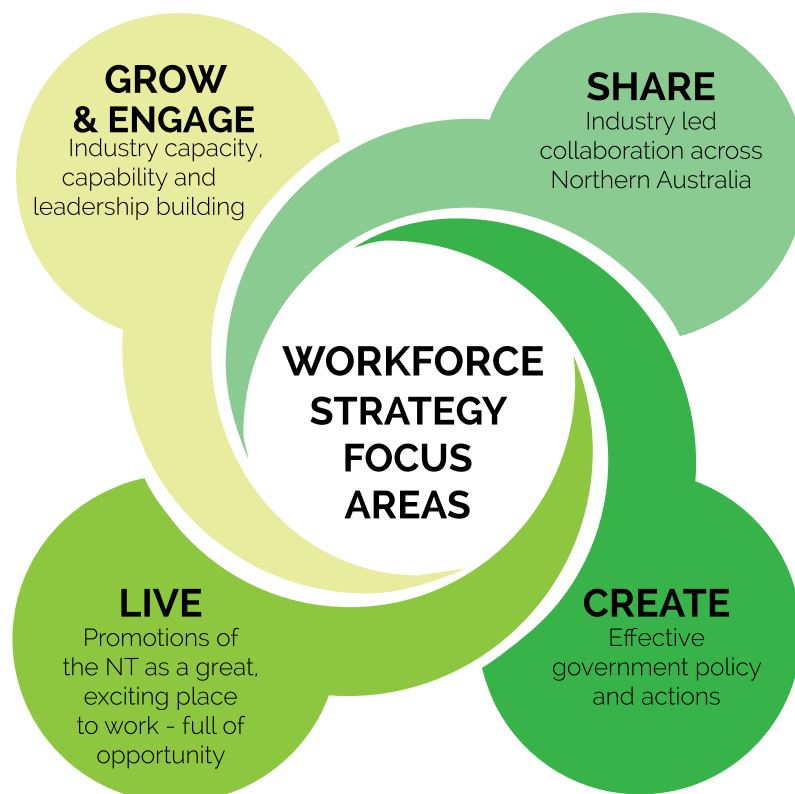 GROW
& ENGAGE
Industry capacity,
capability and
leadership building
SHARE
Industry led
collaboration across
Northern Australia
WORKFORCE
STRATEGY
FOCUS
AREAS
LIVE
Promotions of
the NT as a great,
exciting place
to work - full of
opportunity
CREATE
Effective
government policy
and actions